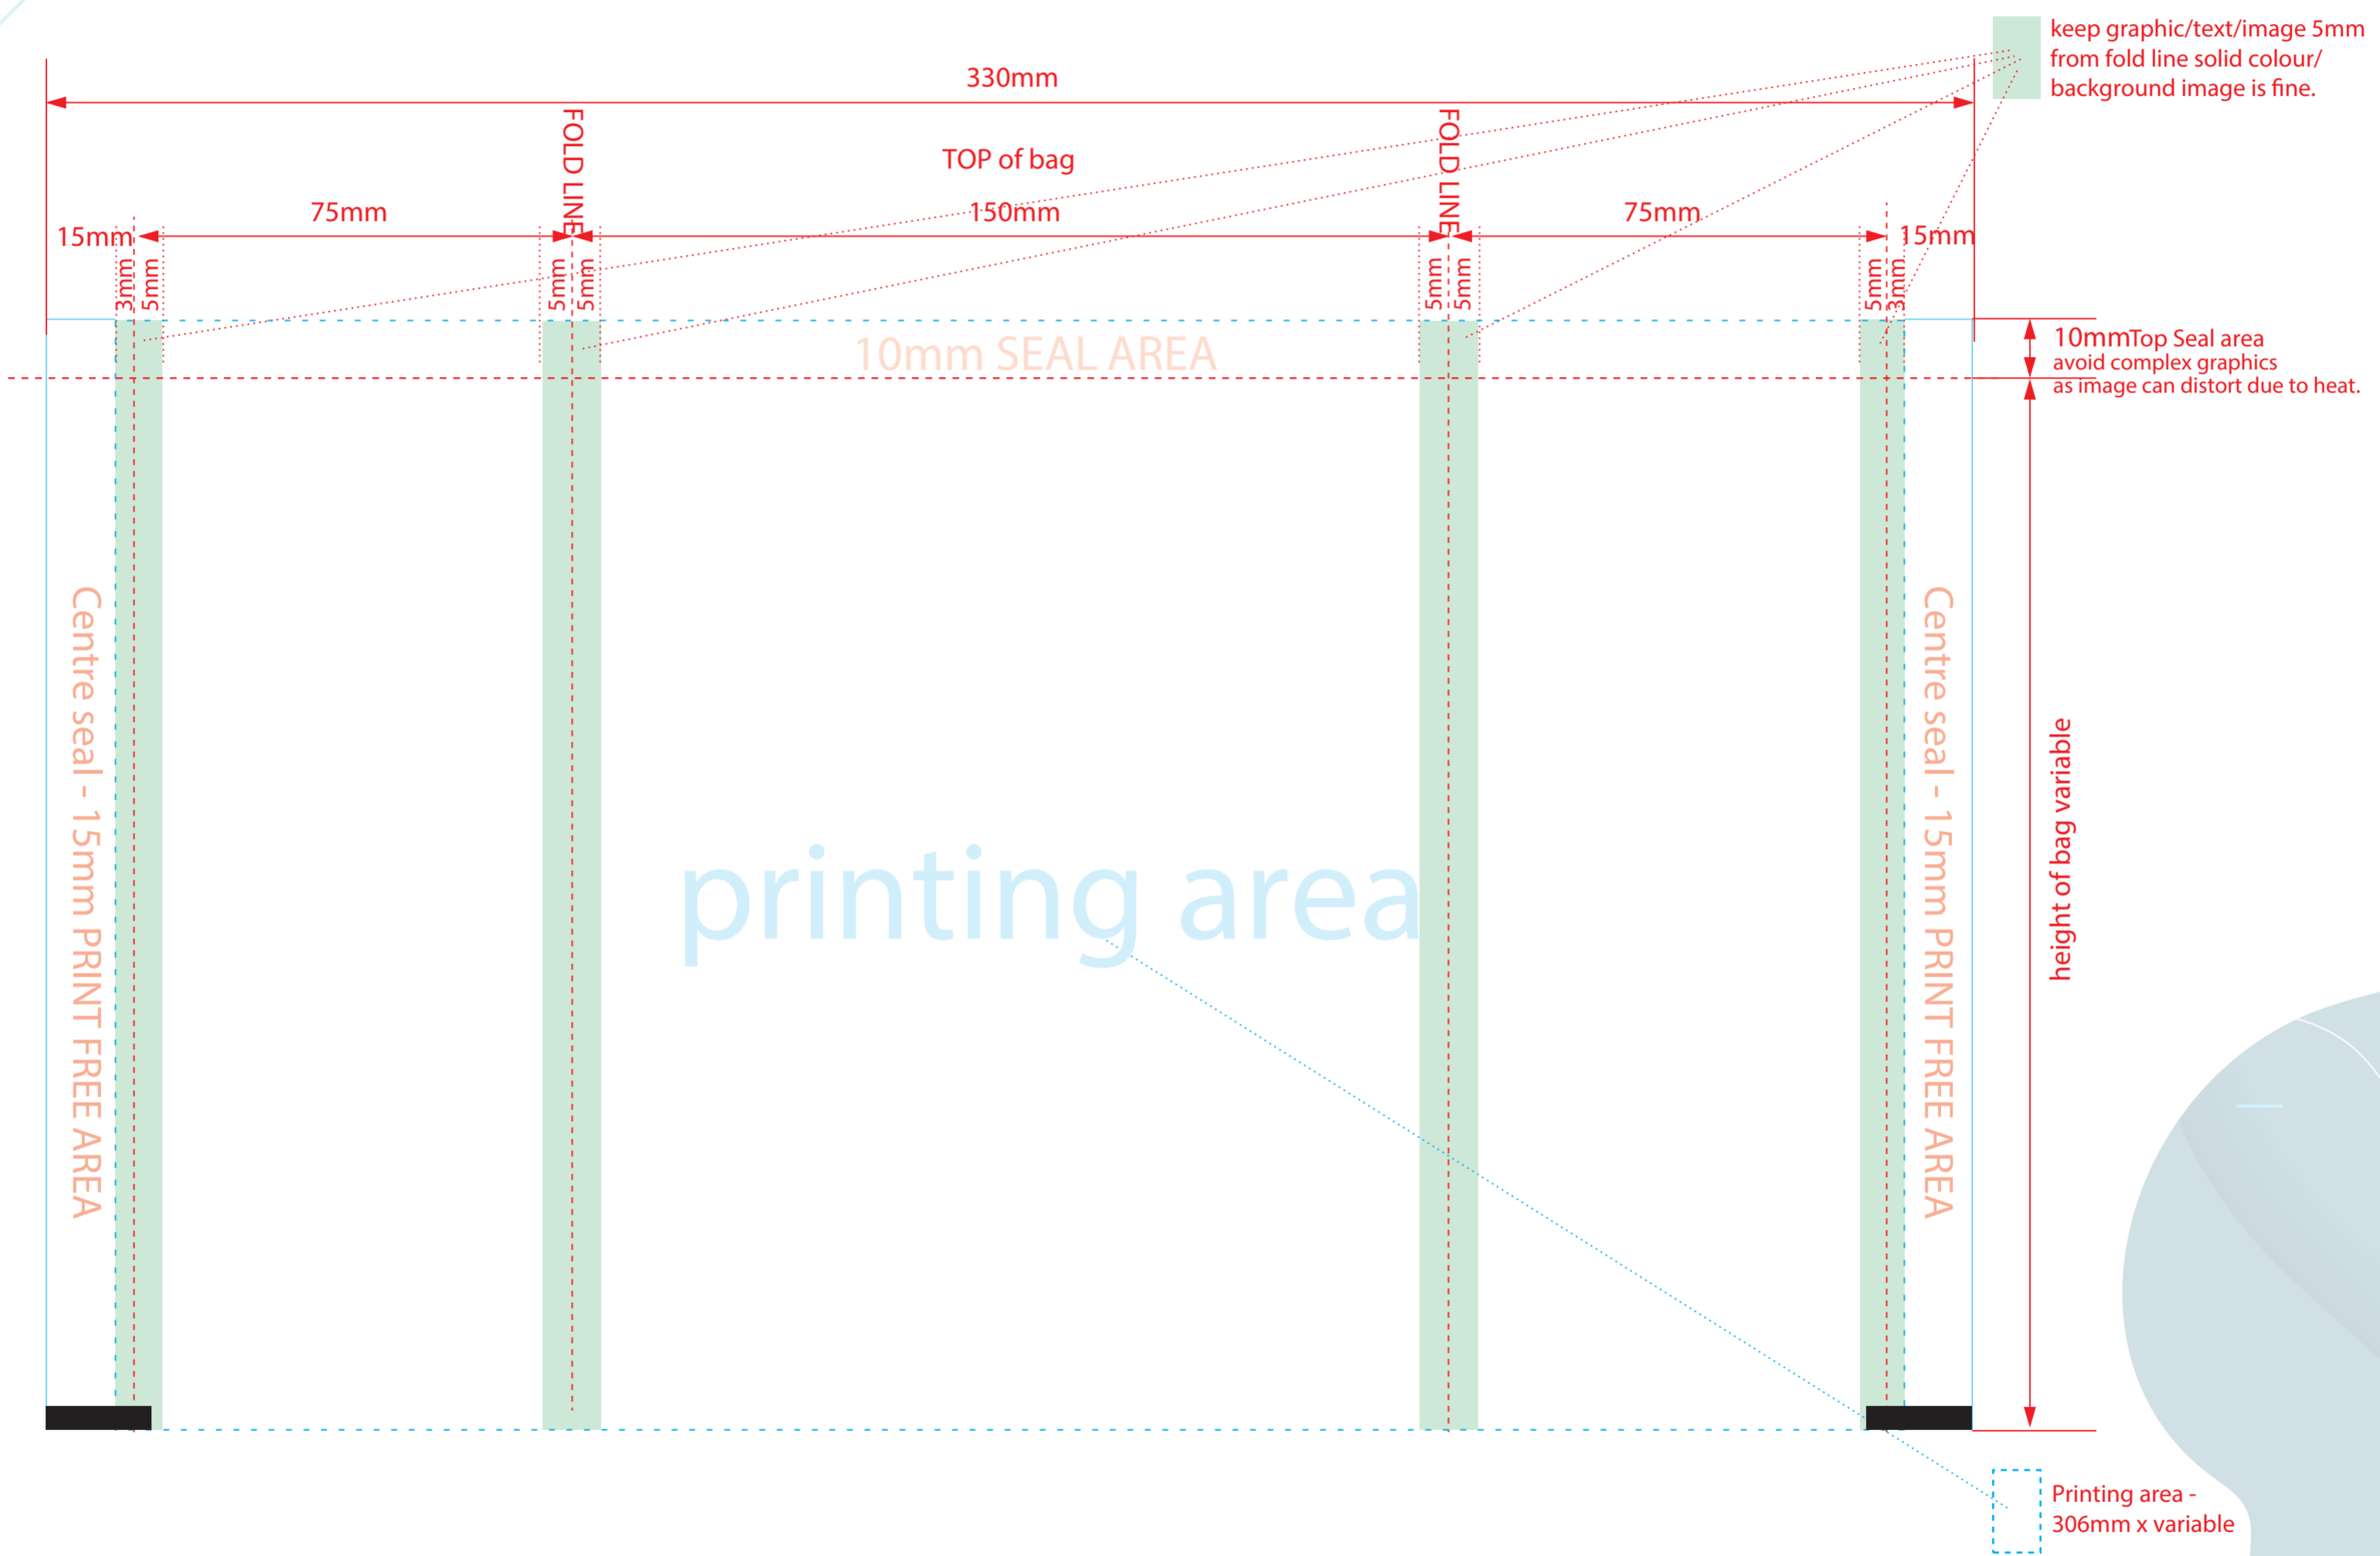 keep graphic/text/image 5mm
from fold line solid colour/
background image is fine.
330mm
FOLD LINE
FOLD LINE
TOP of bag
75mm
150mm
75mm
15mm
15mm
3mm
5mm
5mm
5mm
5mm
5mm
5mm
3mm
10mm SEAL AREA
10mmTop Seal area
avoid complex graphics
as image can distort due to heat.
Centre seal - 15mm PRINT FREE AREA
Centre seal - 15mm PRINT FREE AREA
height of bag variable
printing area
Printing area -
306mm x variable